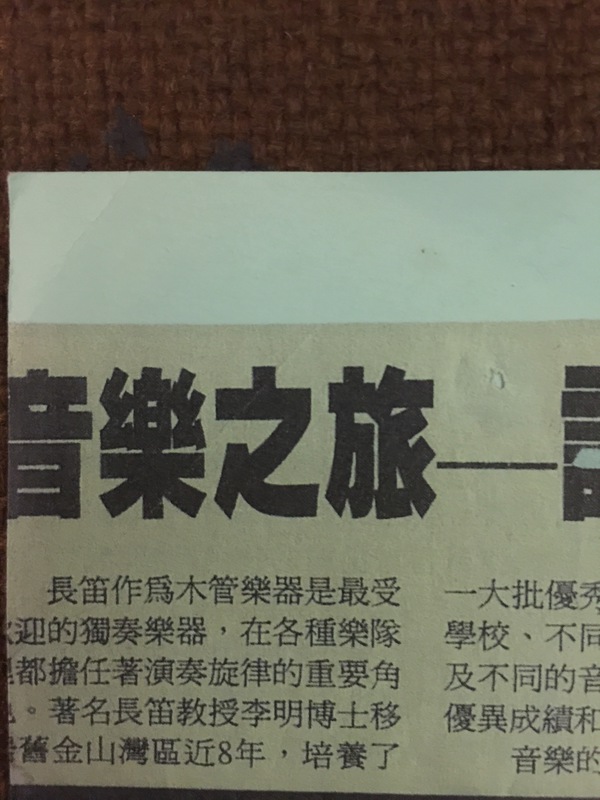 音樂之旅—
長笛作爲木管樂器是最受
迎的獨奏樂器，在各種樂隊
都擔任著演奏旋律的重要角
。著名長笛教授李明博士移
舊金山灣區近8年，培養了
一大批優秀
學校、不同
及不同的音
優異成績和
音樂的